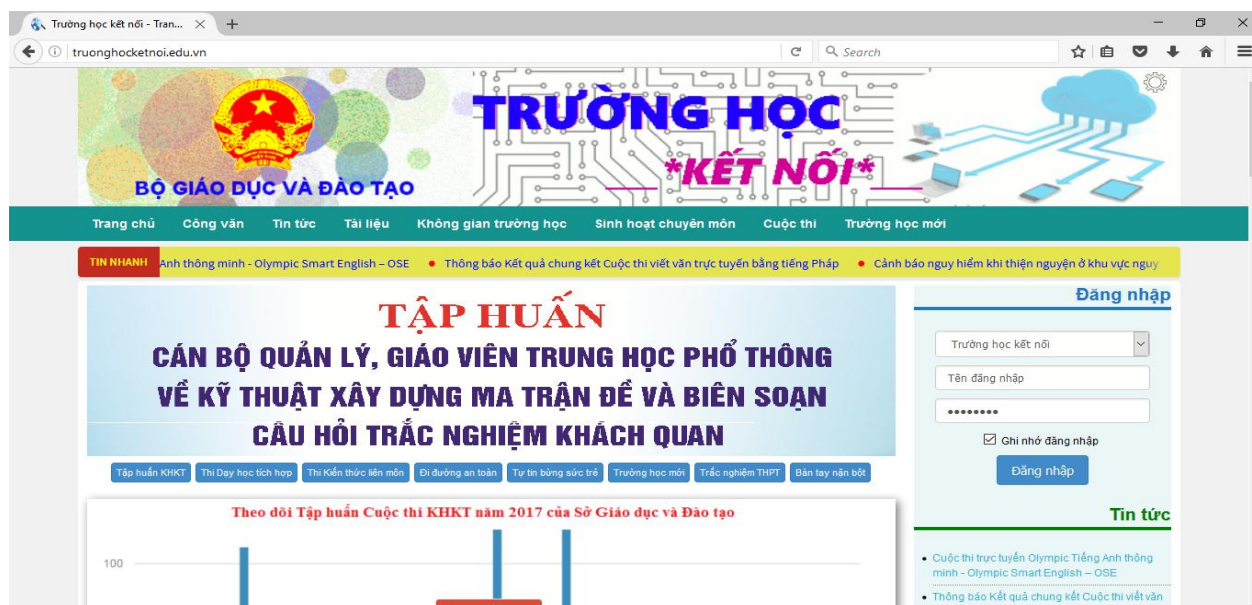 Trường học kết nối - Tran...
truonghocketnoi.edu.vn
Search
BỘ GIÁO DỤC VÀ ĐÀO TẠO
TRƯỜNG HỌC
*KẾT NỐI*
Trang chủ Công văn Tin tức Tài liệu Không gian trường học Sinh hoạt chuyên môn Cuộc thi Trường học mới
TIN NHANH Anh thông minh - Olympic Smart English – OSE • Thông báo Kết quả chung kết Cuộc thi viết văn trực tuyến bằng tiếng Pháp • Cảnh báo nguy hiểm khi thiện nguyện ở khu vực nguy
TẬP HUẤN
CÁN BỘ QUẢN LÝ, GIÁO VIÊN TRUNG HỌC PHỔ THÔNG
VỀ KỸ THUẬT XÂY DỰNG MA TRẬN ĐỀ VÀ BIÊN SOẠN
CÂU HỎI TRẮC NGHIỆM KHÁCH QUAN
Tập huấn KHKT Thi Dạy học tích hợp Thi Kiến thức liên môn Đi đường an toàn Tự tin bừng sức trẻ Trường học mới Trắc nghiệm THPT Bàn tay nặn bột
Theo dõi Tập huấn Cuộc thi KHKT năm 2017 của Sở Giáo dục và Đào tạo
100
Đăng nhập
Trường học kết nối
Tên đăng nhập
••••••••
Ghi nhớ đăng nhập
Đăng nhập
Tin tức
• Cuộc thi trực tuyến Olympic Tiếng Anh thông
minh - Olympic Smart English – OSE
• Thông báo Kết quả chung kết Cuộc thi viết văn